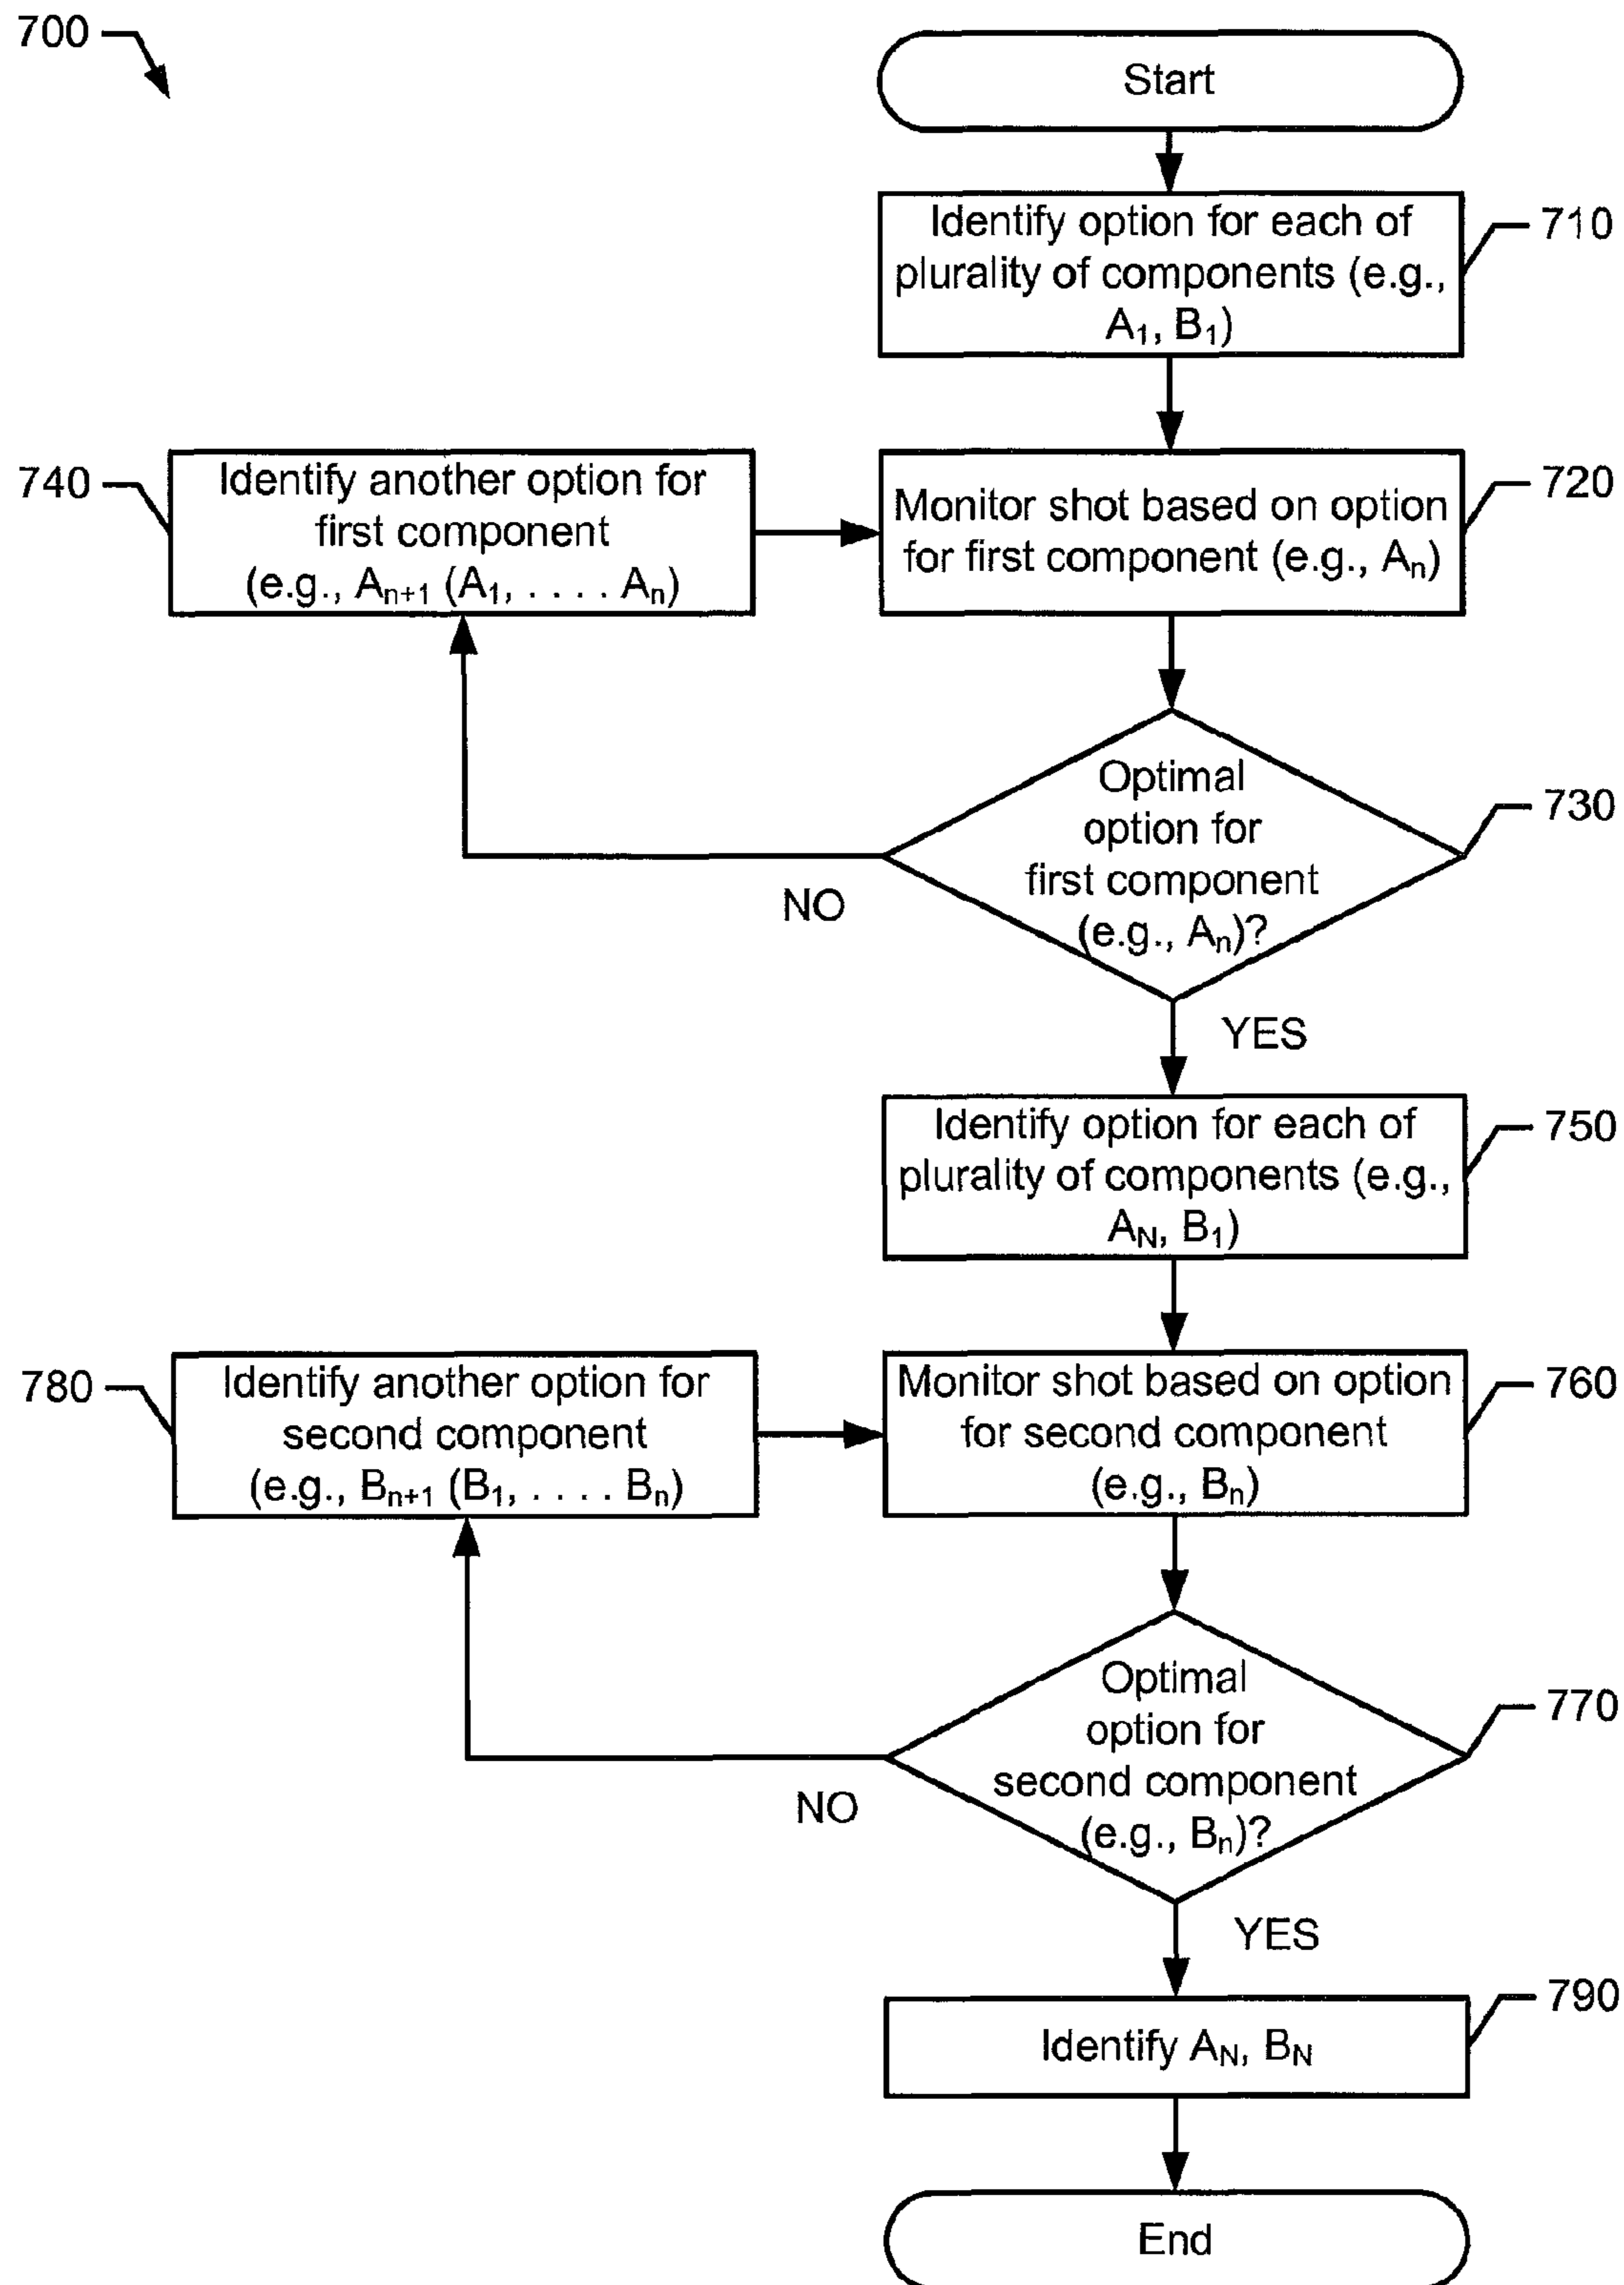 700
Start
Identify option for each of
plurality of components (e.g.,
A₁, B₁)
710
Identify another option for
first component
(e.g., Aₙ₊₁ (A₁, . . . . Aₙ)
740
Monitor shot based on option
for first component (e.g., Aₙ)
720
Optimal
option for
first component
(e.g., Aₙ)?
730
NO
YES
Identify option for each of
plurality of components (e.g.,
A_N, B₁)
750
Identify another option for
second component
(e.g., Bₙ₊₁ (B₁, . . . . Bₙ)
780
Monitor shot based on option
for second component
(e.g., Bₙ)
760
Optimal
option for
second component
(e.g., Bₙ)?
770
NO
YES
Identify A_N, B_N
790
End